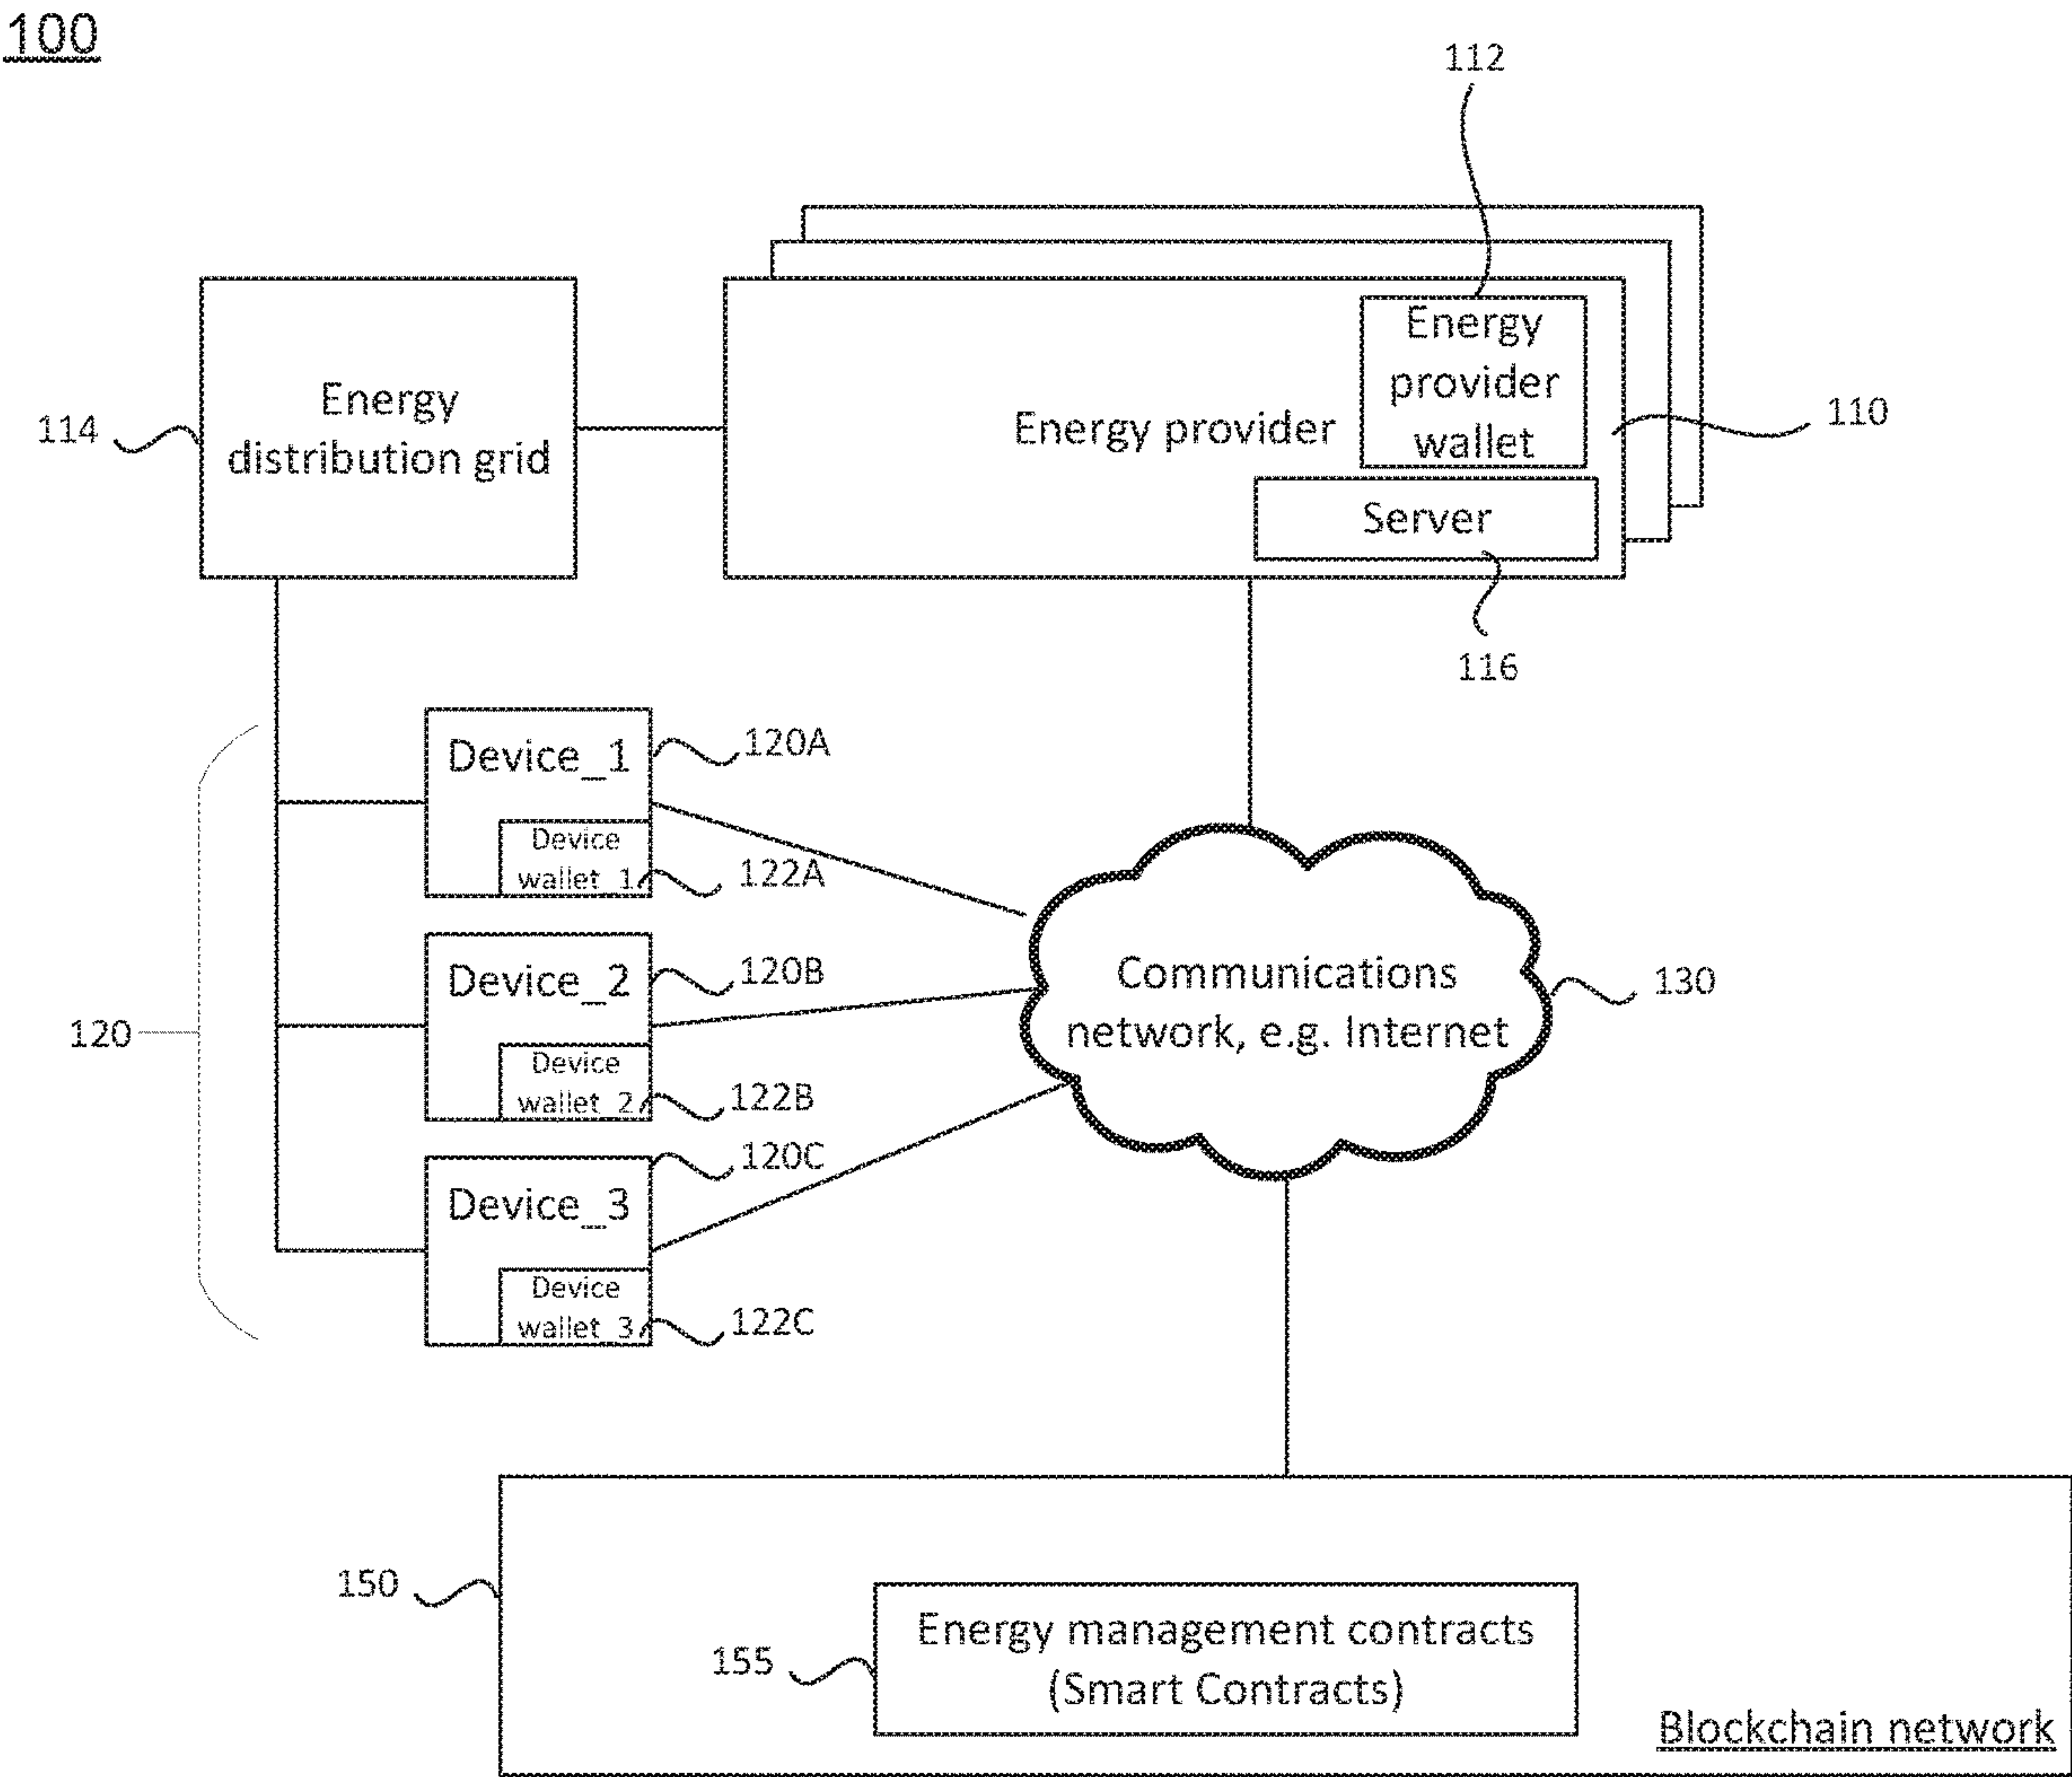 100
112
Energy
provider
wallet
Energy
distribution grid
114
Energy provider
110
Server
116
Device_1
120A
Device
wallet_1
122A
Device_2
120B
Device
wallet_2
122B
120
Communications
network, e.g. Internet
130
Device_3
120C
Device
wallet_3
122C
150
Energy management contracts
(Smart Contracts)
155
Blockchain network